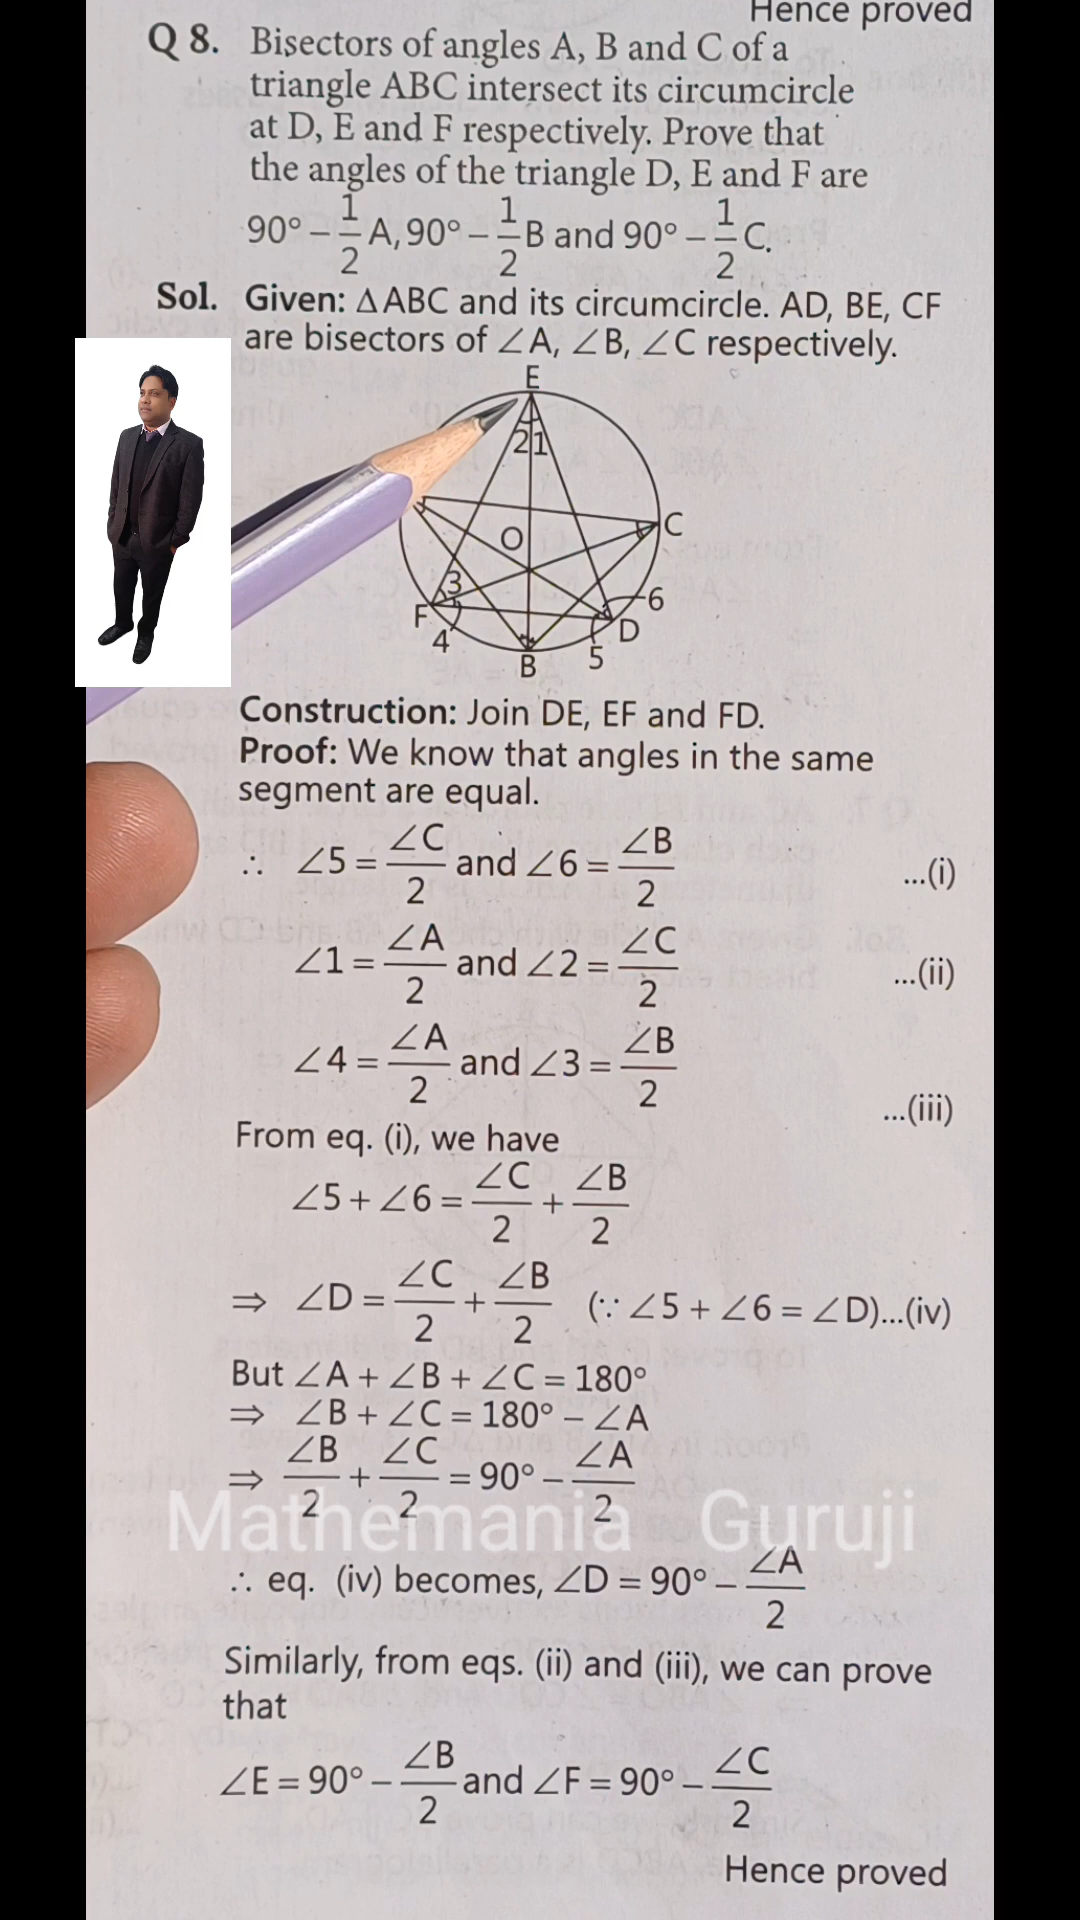 Hence proved
Q 8. Bisectors of angles A, B and C of a
triangle ABC intersect its circumcircle
at D, E and F respectively. Prove that
the angles of the triangle D, E and F are
90° – 1/2 A, 90° – 1/2 B and 90° – 1/2 C.
Sol. Given: ΔABC and its circumcircle. AD, BE, CF
are bisectors of ∠A, ∠B, ∠C respectively.
E
21
C
O
3
6
F
D
4
B
5
Construction: Join DE, EF and FD.
Proof: We know that angles in the same
segment are equal.
∴ ∠5 = ∠C/2 and ∠6 = ∠B/2 ...(i)
∠1 = ∠A/2 and ∠2 = ∠C/2 ...(ii)
∠4 = ∠A/2 and ∠3 = ∠B/2 ...(iii)
From eq. (i), we have
∠5 + ∠6 = ∠C/2 + ∠B/2
⇒ ∠D = ∠C/2 + ∠B/2 (∵ ∠5 + ∠6 = ∠D)...(iv)
But ∠A + ∠B + ∠C = 180°
⇒ ∠B + ∠C = 180° – ∠A
⇒ ∠B/2 + ∠C/2 = 90° – ∠A/2
Mathemania Guruji
∴ eq. (iv) becomes, ∠D = 90° – ∠A/2
Similarly, from eqs. (ii) and (iii), we can prove
that
∠E = 90° – ∠B/2 and ∠F = 90° – ∠C/2
Hence proved